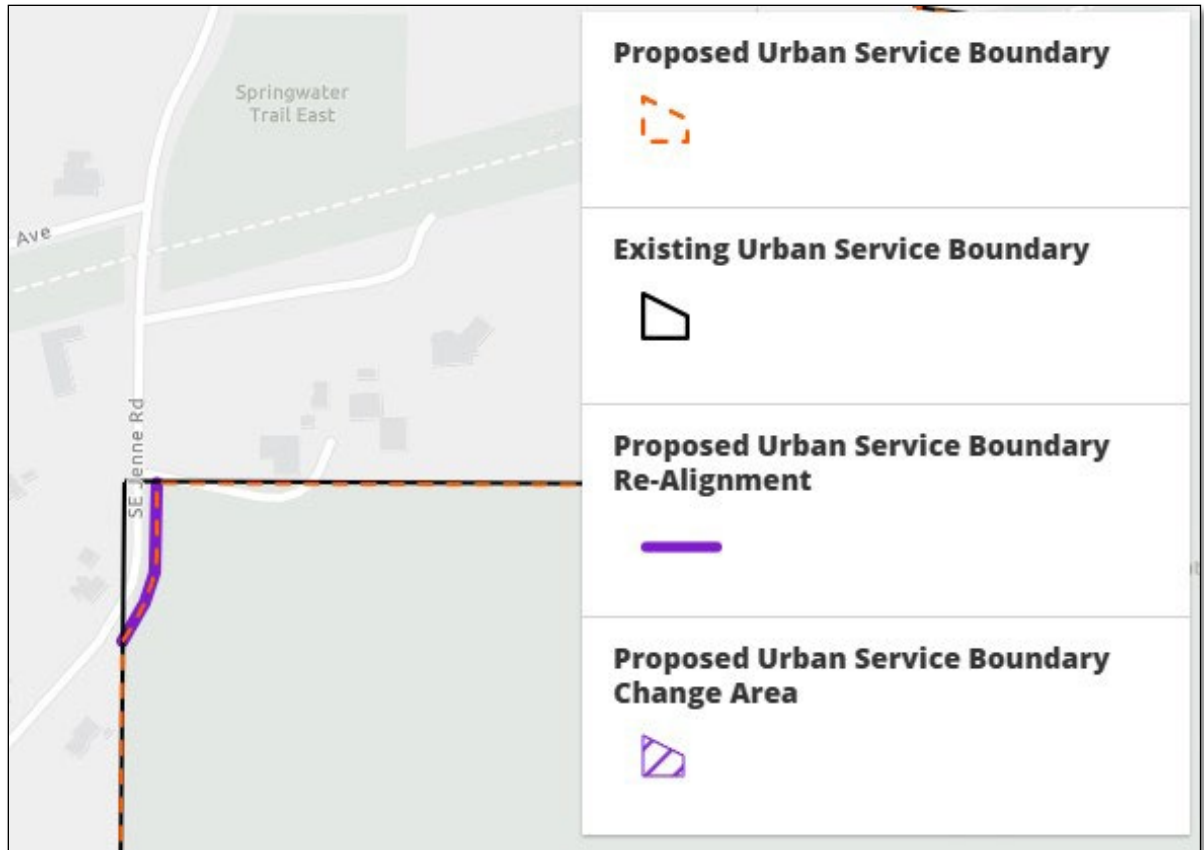 Springwater
Trail East
Ave
SE Jenne Rd
Proposed Urban Service Boundary
Existing Urban Service Boundary
Proposed Urban Service Boundary
Re-Alignment
Proposed Urban Service Boundary
Change Area